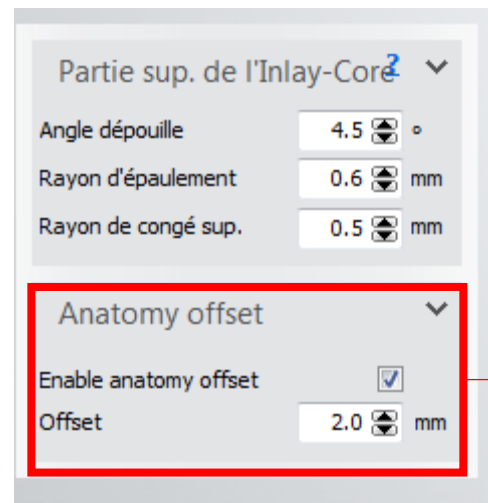 Partie sup. de l'Inlay-Core ?
Angle dépouille 4.5 °
Rayon d'épaulement 0.6 mm
Rayon de congé sup. 0.5 mm
Anatomy offset
Enable anatomy offset
Offset 2.0 mm